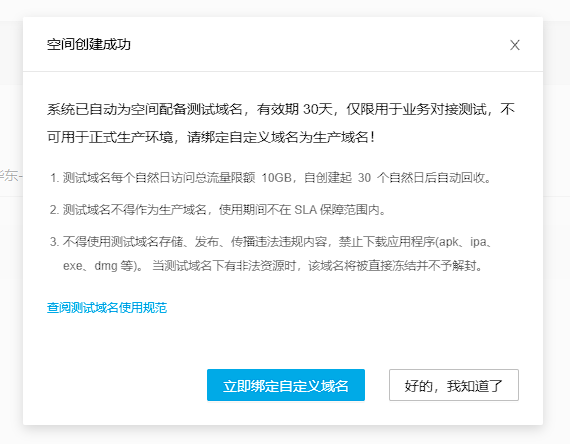 空间创建成功
系统已自动为空间配备测试域名，有效期 30天，仅限用于业务对接测试，不
可用于正式生产环境，请绑定自定义域名为生产域名！
1. 测试域名每个自然日访问总流量限额 10GB，自创建起 30 个自然日后自动回收。
2. 测试域名不得作为生产域名，使用期间不在 SLA 保障范围内。
3. 不得使用测试域名存储、发布、传播违法违规内容，禁止下载应用程序(apk、ipa、
exe、dmg 等)。 当测试域名下有非法资源时，该域名将被直接冻结并不予解封。
查阅测试域名使用规范
立即绑定自定义域名
好的，我知道了